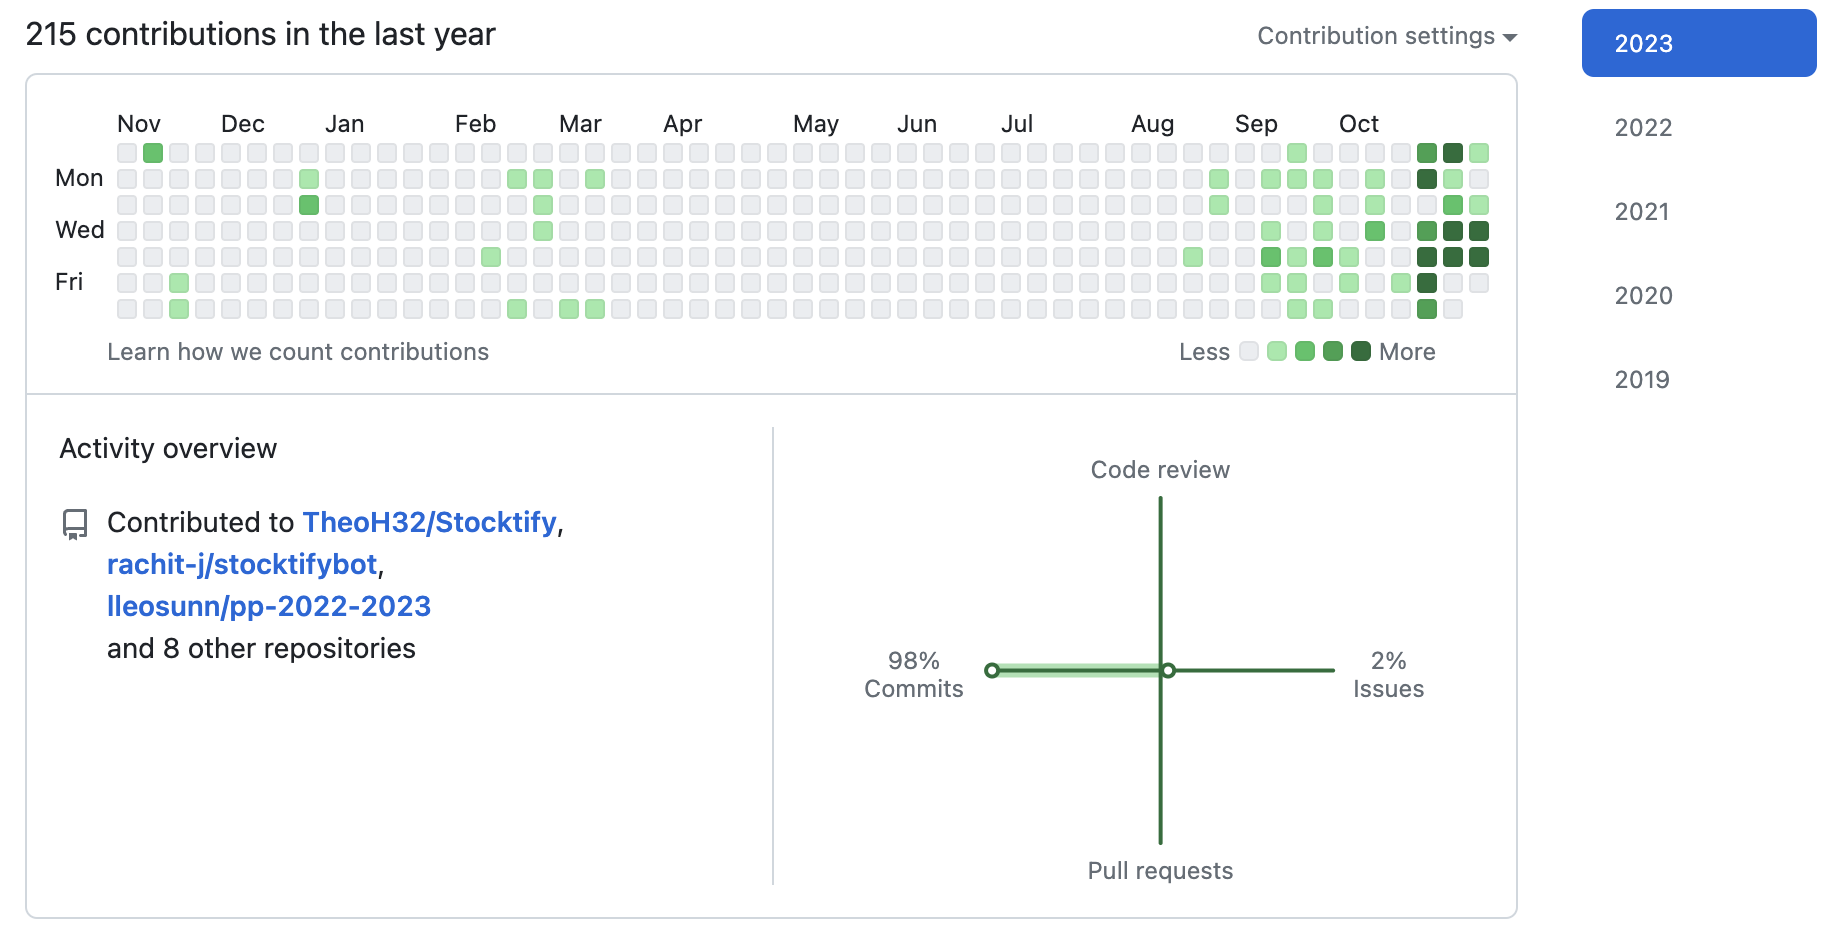 215 contributions in the last year
Contribution settings
2023
2022
2021
2020
2019
Nov Dec Jan Feb Mar Apr May Jun Jul Aug Sep Oct
Mon
Wed
Fri
Learn how we count contributions
Less More
Activity overview
Contributed to TheoH32/Stocktify,
rachit-j/stocktifybot,
lleosunn/pp-2022-2023
and 8 other repositories
Code review
98%
Commits
2%
Issues
Pull requests